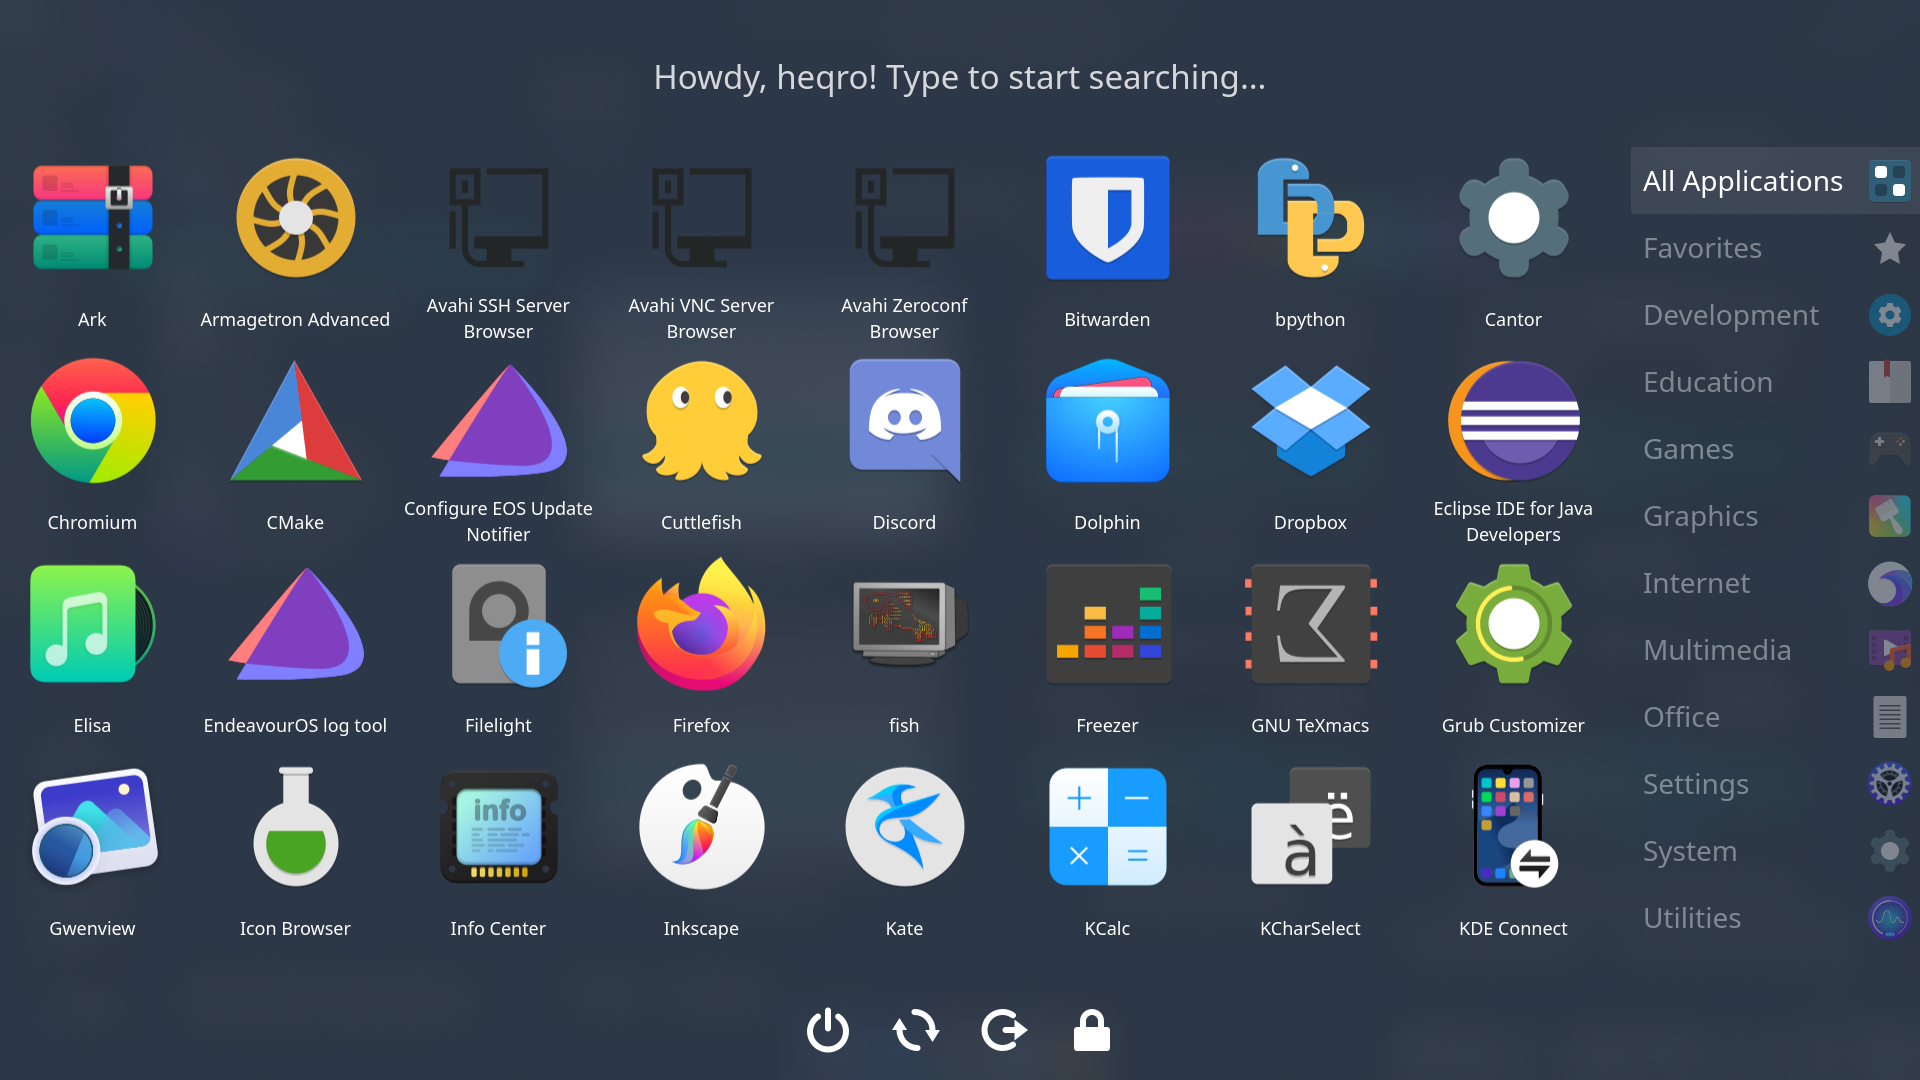 Howdy, heqro! Type to start searching...
Ark
Armagetron Advanced
Avahi SSH Server
Browser
Avahi VNC Server
Browser
Avahi Zeroconf
Browser
Bitwarden
bpython
Cantor
Chromium
CMake
Configure EOS Update
Notifier
Cuttlefish
Discord
Dolphin
Dropbox
Eclipse IDE for Java
Developers
Elisa
EndeavourOS log tool
Filelight
Firefox
fish
Freezer
GNU TeXmacs
Grub Customizer
info
ë
à
Gwenview
Icon Browser
Info Center
Inkscape
Kate
KCalc
KCharSelect
KDE Connect
All Applications
Favorites
Development
Education
Games
Graphics
Internet
Multimedia
Office
Settings
System
Utilities